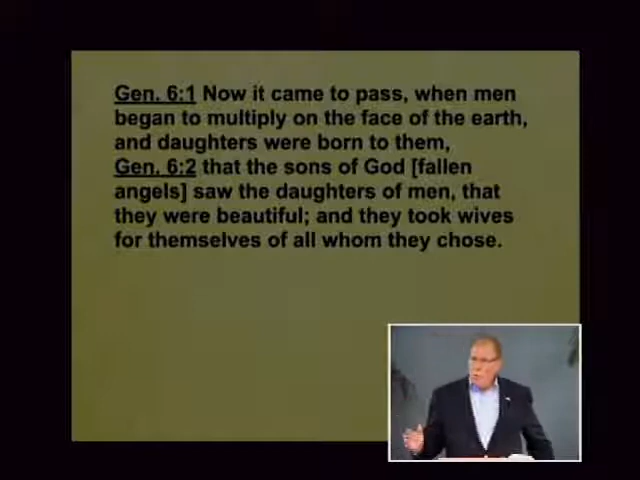 Gen. 6:1 Now it came to pass, when men
began to multiply on the face of the earth,
and daughters were born to them,
Gen. 6:2 that the sons of God [fallen
angels] saw the daughters of men, that
they were beautiful; and they took wives
for themselves of all whom they chose.